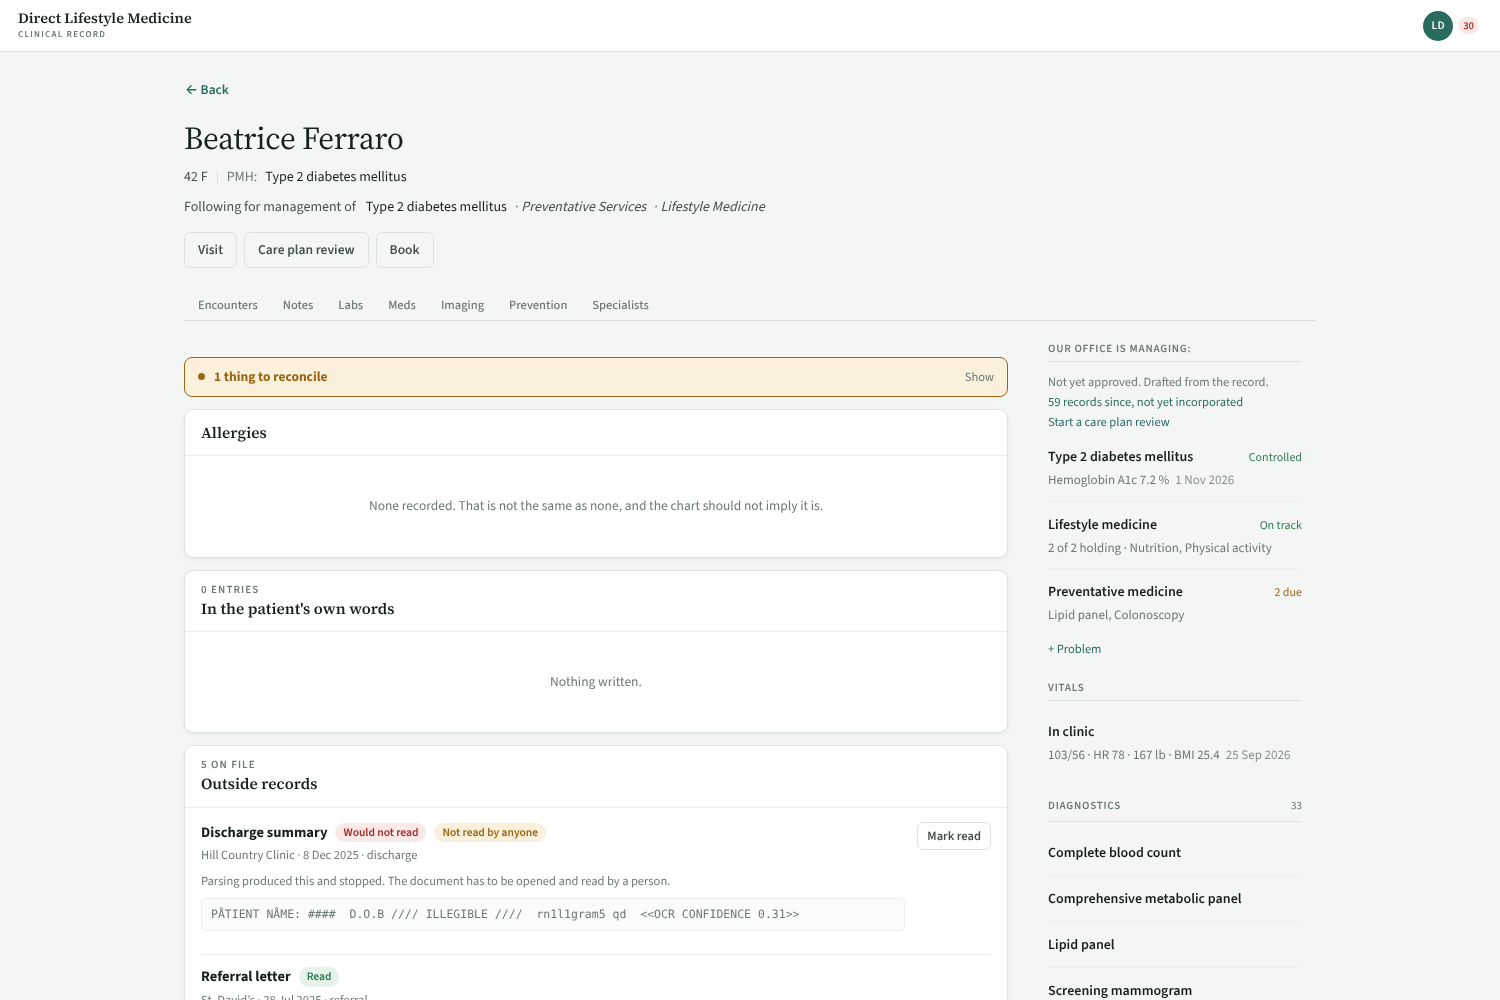 Direct Lifestyle Medicine
CLINICAL RECORD
LD
30
← Back
Beatrice Ferraro
42 F | PMH: Type 2 diabetes mellitus
Following for management of Type 2 diabetes mellitus · Preventative Services · Lifestyle Medicine
Visit
Care plan review
Book
Encounters
Notes
Labs
Meds
Imaging
Prevention
Specialists
1 thing to reconcile
Show
Allergies
None recorded. That is not the same as none, and the chart should not imply it is.
0 ENTRIES
In the patient's own words
Nothing written.
5 ON FILE
Outside records
Discharge summary
Would not read
Not read by anyone
Mark read
Hill Country Clinic · 8 Dec 2025 · discharge
Parsing produced this and stopped. The document has to be opened and read by a person.
PÅTIENT NÅME: #### D.O.B //// ILLEGIBLE //// rn1l1gram5 qd <<OCR CONFIDENCE 0.31>>
Referral letter
Read
St. David's · 28 Jul 2025 · referral
OUR OFFICE IS MANAGING:
Not yet approved. Drafted from the record.
59 records since, not yet incorporated
Start a care plan review
Type 2 diabetes mellitus
Controlled
Hemoglobin A1c 7.2 % 1 Nov 2026
Lifestyle medicine
On track
2 of 2 holding · Nutrition, Physical activity
Preventative medicine
2 due
Lipid panel, Colonoscopy
+ Problem
VITALS
In clinic
103/56 · HR 78 · 167 lb · BMI 25.4 25 Sep 2026
DIAGNOSTICS
33
Complete blood count
Comprehensive metabolic panel
Lipid panel
Screening mammogram